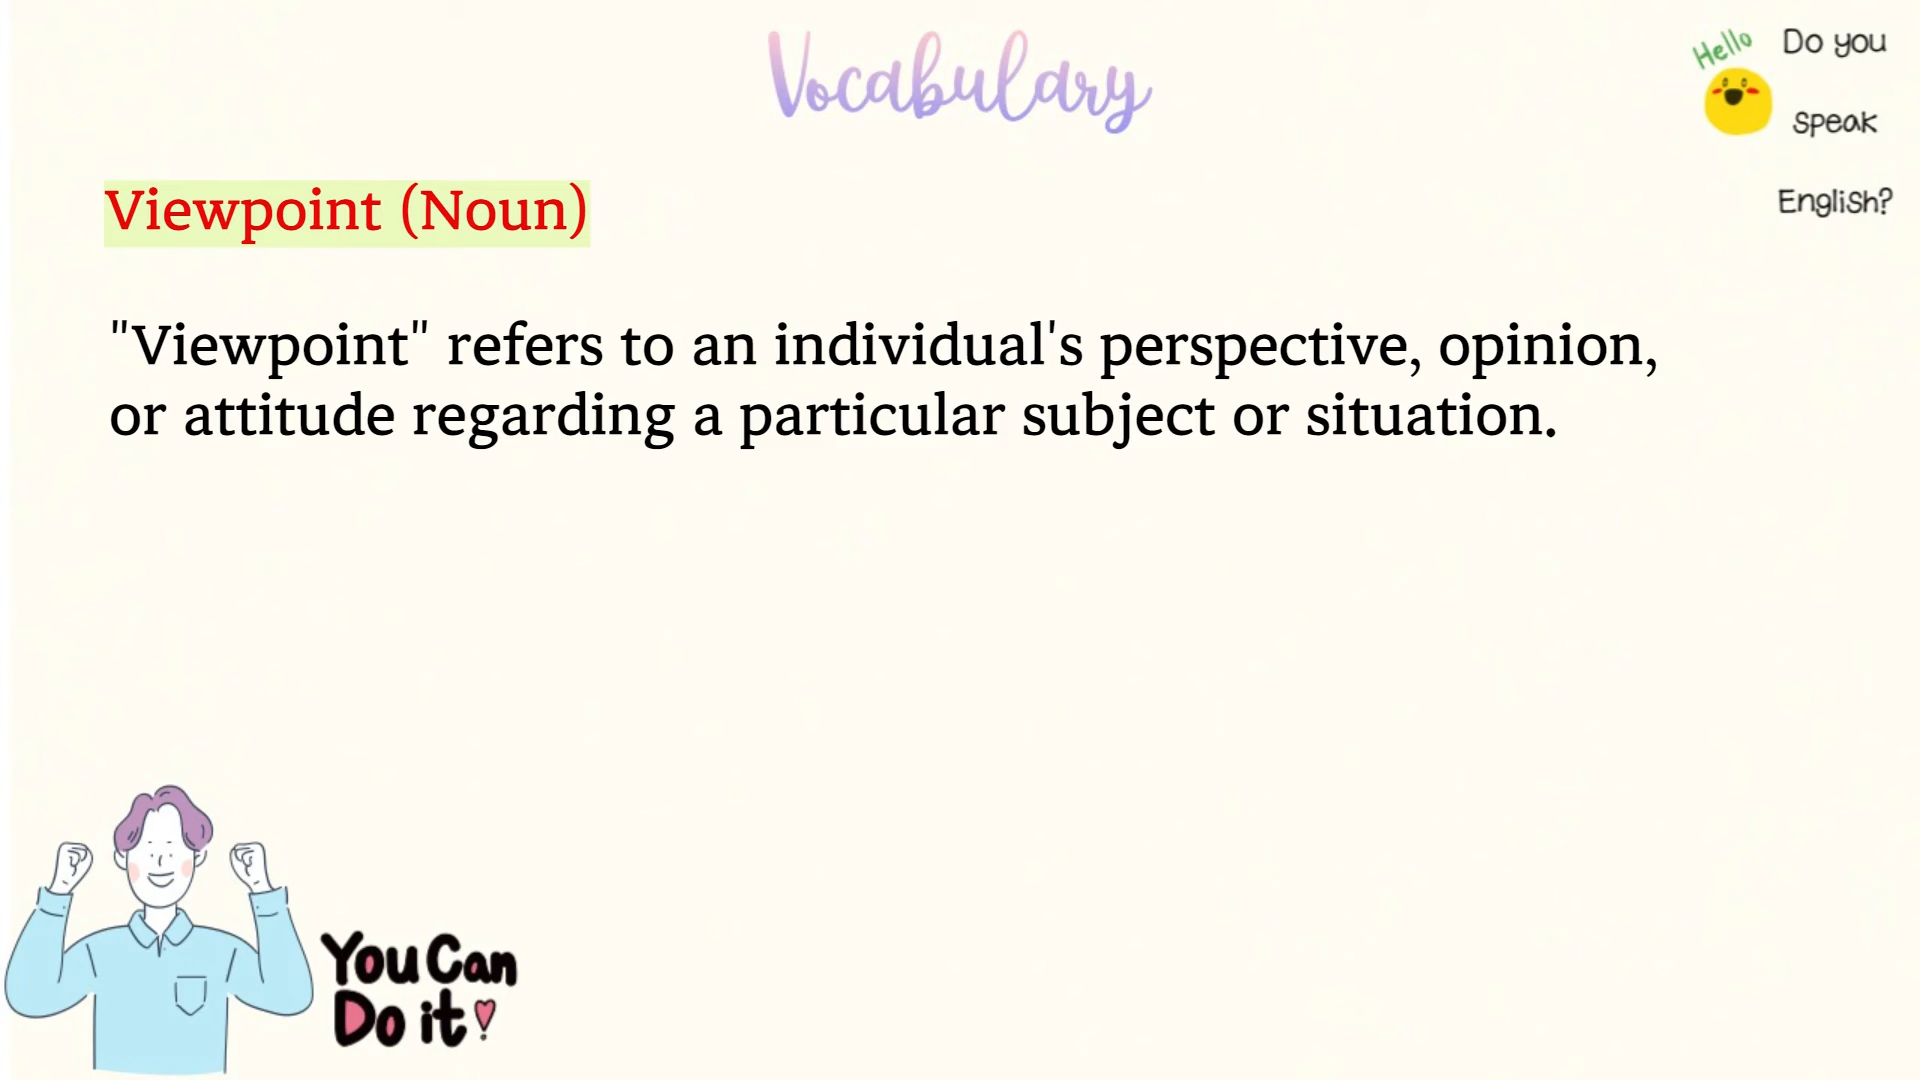 Vocabulary
Hello
Do you
speak
English?
Viewpoint (Noun)
"Viewpoint" refers to an individual's perspective, opinion,
or attitude regarding a particular subject or situation.
You Can
Do it